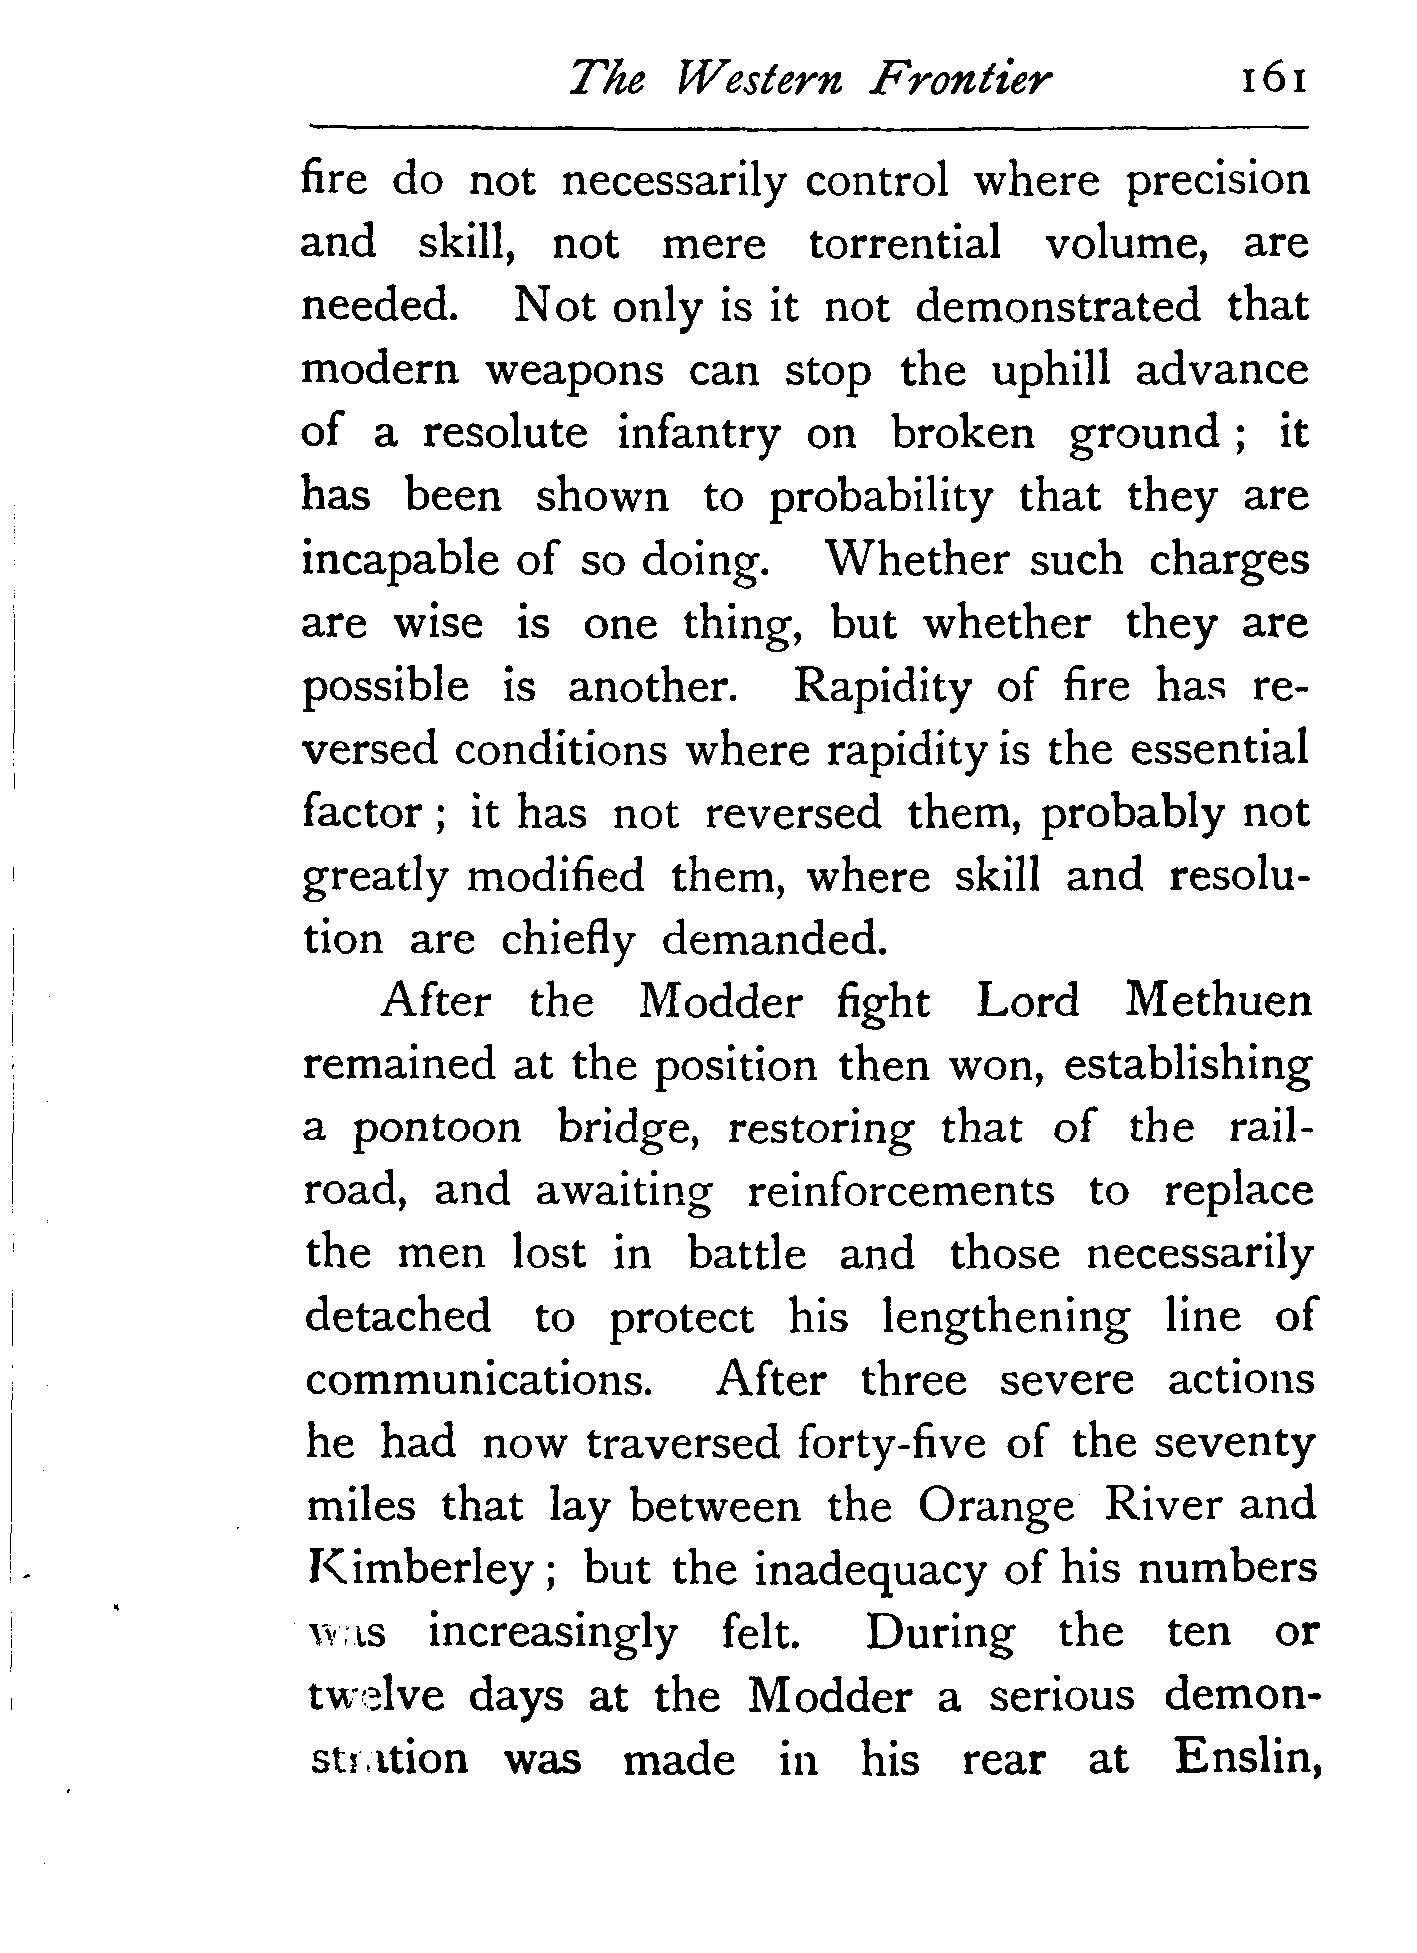 The Western Frontier 161
fire do not necessarily control where precision
and skill, not mere torrential volume, are
needed. Not only is it not demonstrated that
modern weapons can stop the uphill advance
of a resolute infantry on broken ground ; it
has been shown to probability that they are
incapable of so doing. Whether such charges
are wise is one thing, but whether they are
possible is another. Rapidity of fire has re-
versed conditions where rapidity is the essential
factor ; it has not reversed them, probably not
greatly modified them, where skill and resolu-
tion are chiefly demanded.
After the Modder fight Lord Methuen
remained at the position then won, establishing
a pontoon bridge, restoring that of the rail-
road, and awaiting reinforcements to replace
the men lost in battle and those necessarily
detached to protect his lengthening line of
communications. After three severe actions
he had now traversed forty-five of the seventy
miles that lay between the Orange River and
Kimberley ; but the inadequacy of his numbers
was increasingly felt. During the ten or
twelve days at the Modder a serious demon-
stration was made in his rear at Enslin,